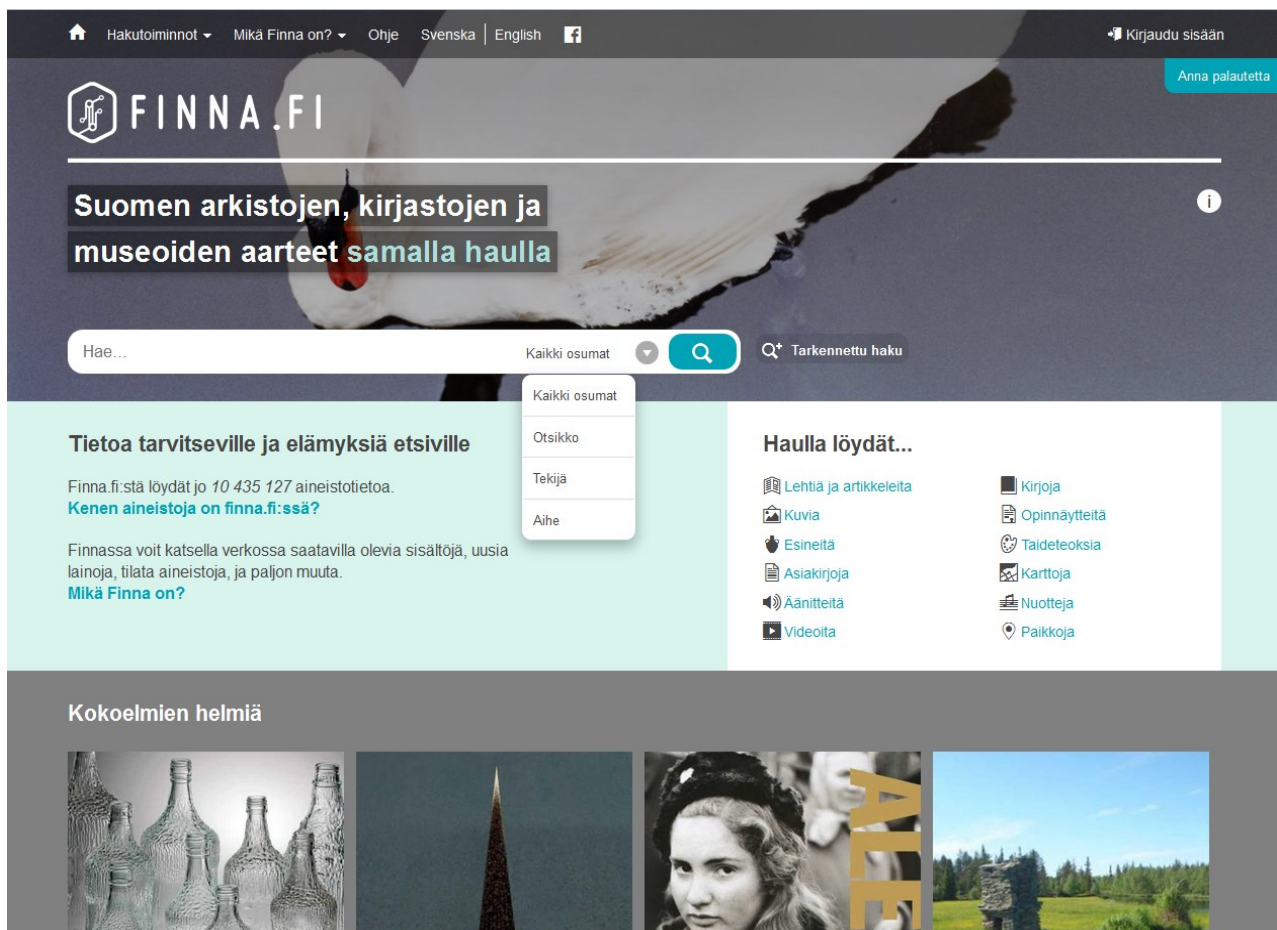 Hakutoiminnot Mikä Finna on? Ohje Svenska English f Kirjaudu sisään
Anna palautetta
FINNA.FI
Suomen arkistojen, kirjastojen ja
museoiden aarteet samalla haulla
i
Hae... Kaikki osumat Tarkennettu haku
Kaikki osumat
Otsikko
Tekijä
Aihe
Tietoa tarvitseville ja elämyksiä etsiville
Finna.fi:stä löydät jo 10 435 127 aineistotietoa.
Kenen aineistoja on finna.fi:ssä?
Finnassa voit katsella verkossa saatavilla olevia sisältöjä, uusia
lainoja, tilata aineistoja, ja paljon muuta.
Mikä Finna on?
Haulla löydät...
Lehtiä ja artikkeleita
Kuvia
Esineitä
Asiakirjoja
Äänitteitä
Videoita
Kirjoja
Opinnäytteitä
Taideteoksia
Karttoja
Nuotteja
Paikkoja
Kokoelmien helmiä
ALE